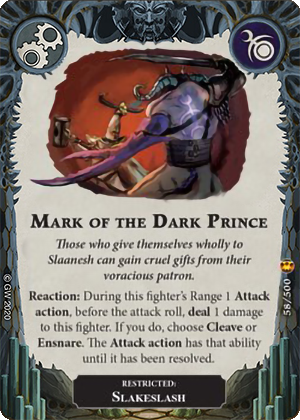 MARK OF THE DARK PRINCE
Those who give themselves wholly to
Slaanesh can gain cruel gifts from their
voracious patron.
Reaction: During this fighter's Range 1 Attack
action, before the attack roll, deal 1 damage
to this fighter. If you do, choose Cleave or
Ensnare. The Attack action has that ability
until it has been resolved.
RESTRICTED:
SLAKESLASH
© GW 2020
58/500